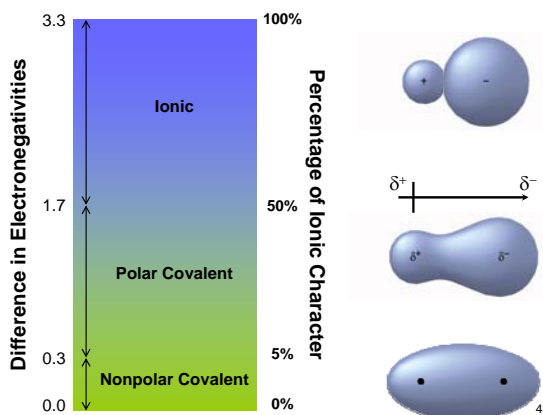 Difference in Electronegativities
3.3
1.7
0.3
0.0
Ionic
Polar Covalent
Nonpolar Covalent
100%
50%
5%
0%
Percentage of Ionic Character
+ -
δ+ δ-
δ+ δ-
4